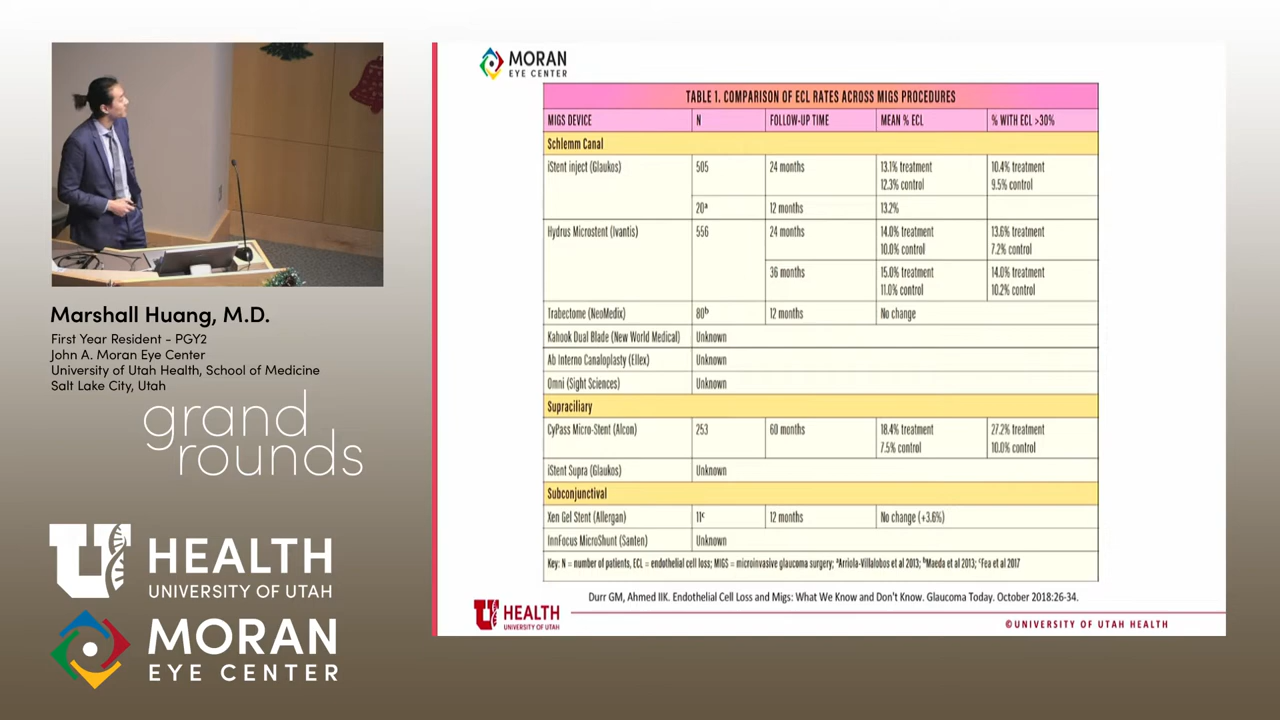 Marshall Huang, M.D.
First Year Resident - PGY2
John A. Moran Eye Center
University of Utah Health, School of Medicine
Salt Lake City, Utah
grand
rounds
U HEALTH
UNIVERSITY OF UTAH
MORAN
EYE CENTER
MORAN
EYE CENTER
TABLE 1. COMPARISON OF ECL RATES ACROSS MIGS PROCEDURES
MIGS DEVICE N FOLLOW-UP TIME MEAN % ECL % WITH ECL >30%
Schlemm Canal
iStent inject (Glaukos) 505 24 months 13.1% treatment 10.4% treatment
12.3% control 9.5% control
20ᵃ 12 months 13.2%
Hydrus Microstent (Ivantis) 556 24 months 14.0% treatment 13.6% treatment
10.0% control 7.2% control
36 months 15.0% treatment 14.0% treatment
11.0% control 10.2% control
Trabectome (NeoMedix) 80ᵇ 12 months No change
Kahook Dual Blade (New World Medical) Unknown
Ab Interno Canaloplasty (Ellex) Unknown
Omni (Sight Sciences) Unknown
Supraciliary
CyPass Micro-Stent (Alcon) 253 60 months 18.4% treatment 27.2% treatment
7.5% control 10.0% control
iStent Supra (Glaukos) Unknown
Subconjunctival
Xen Gel Stent (Allergan) 11ᶜ 12 months No change (+3.6%)
InnFocus MicroShunt (Santen) Unknown
Key: N = number of patients, ECL = endothelial cell loss; MIGS = microinvasive glaucoma surgery; ᵃArriola-Villalobos et al 2013; ᵇMaeda et al 2013; ᶜFea et al 2017
Durr GM, Ahmed IIK. Endothelial Cell Loss and Migs: What We Know and Don't Know. Glaucoma Today. October 2018:26-34.
U HEALTH
UNIVERSITY OF UTAH
©UNIVERSITY OF UTAH HEALTH